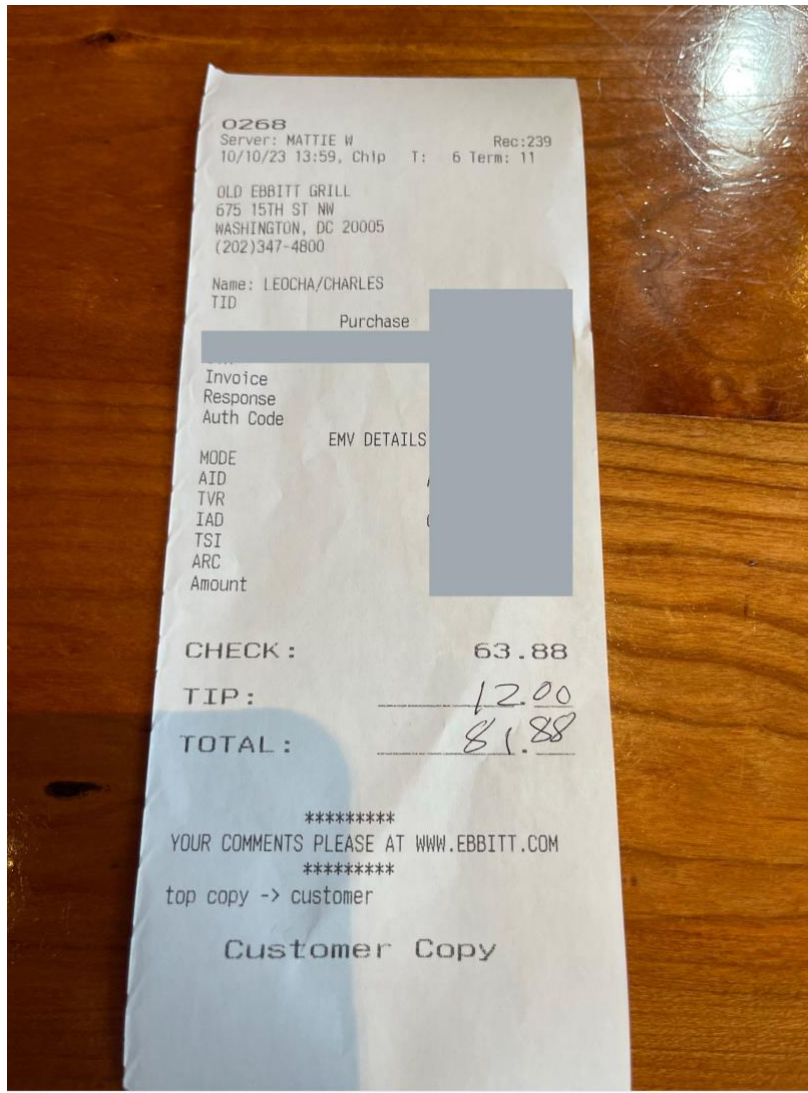 0268
Server: MATTIE W Rec:239
10/10/23 13:59, Chip T: 6 Term: 11
OLD EBBITT GRILL
675 15TH ST NW
WASHINGTON, DC 20005
(202)347-4800
Name: LEOCHA/CHARLES
TID
Purchase
Invoice
Response
Auth Code
EMV DETAILS
MODE
AID
TVR
IAD
TSI
ARC
Amount
CHECK: 63.88
TIP: 12.00
TOTAL: 81.88
*********
YOUR COMMENTS PLEASE AT WWW.EBBITT.COM
*********
top copy -> customer
Customer Copy